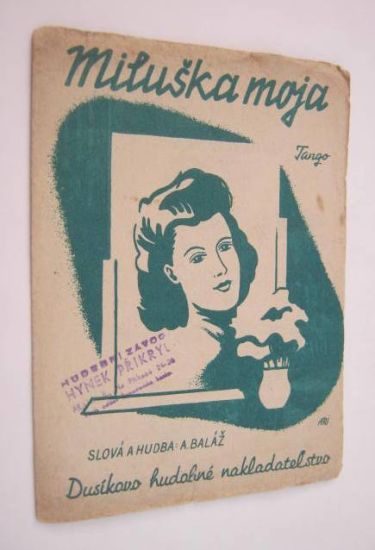 Miluška moja
Tango
HUDEBNÍ ZÁVOD
HYNEK PŘIKRYL
SLOVÁ A HUDBA: A. BALÁŽ
Dusíkovo hudobné nakladateľstvo